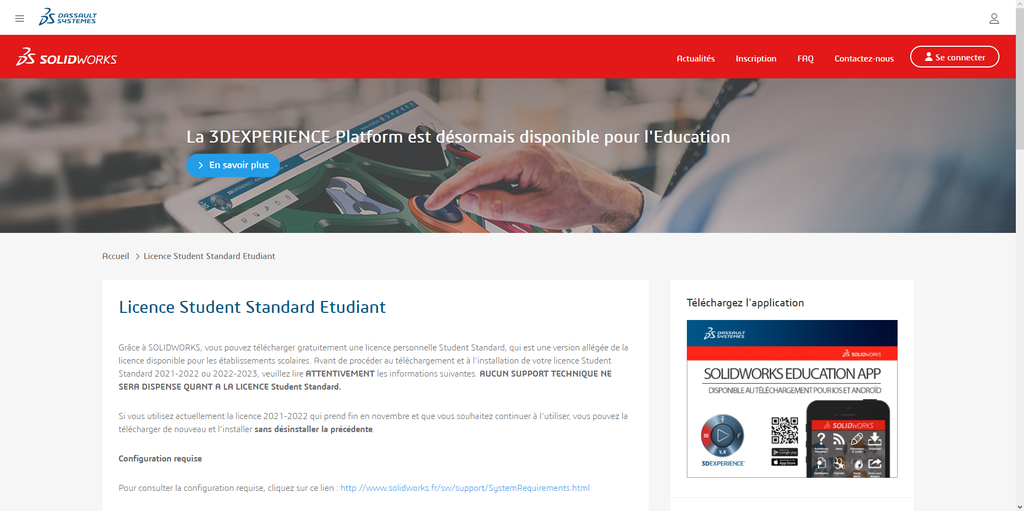 DASSAULT SYSTEMES
SOLIDWORKS
Actualités
Inscription
FAQ
Contactez-nous
Se connecter
La 3DEXPERIENCE Platform est désormais disponible pour l'Education
En savoir plus
Accueil > Licence Student Standard Etudiant
Licence Student Standard Etudiant
Grâce à SOLIDWORKS, vous pouvez télécharger gratuitement une licence personnelle Student Standard, qui est une version allégée de la
licence disponible pour les établissements scolaires. Avant de procéder au téléchargement et à l'installation de votre licence Student
Standard 2021-2022 ou 2022-2023, veuillez lire ATTENTIVEMENT les informations suivantes. AUCUN SUPPORT TECHNIQUE NE
SERA DISPENSE QUANT A LA LICENCE Student Standard.
Si vous utilisez actuellement la licence 2021-2022 qui prend fin en novembre et que vous souhaitez continuer à l'utiliser, vous pouvez la
télécharger de nouveau et l'installer sans désinstaller la précédente.
Configuration requise
Pour consulter la configuration requise, cliquez sur ce lien : http://www.solidworks.fr/sw/support/SystemRequirements.html
Téléchargez l'application
DASSAULT SYSTEMES
SOLIDWORKS
SOLIDWORKS EDUCATION APP
DISPONIBLE AU TÉLÉCHARGEMENT POUR IOS ET ANDROÏD
3D
V.R
3DEXPERIENCE
Google play
App Store
SOLIDWORKS